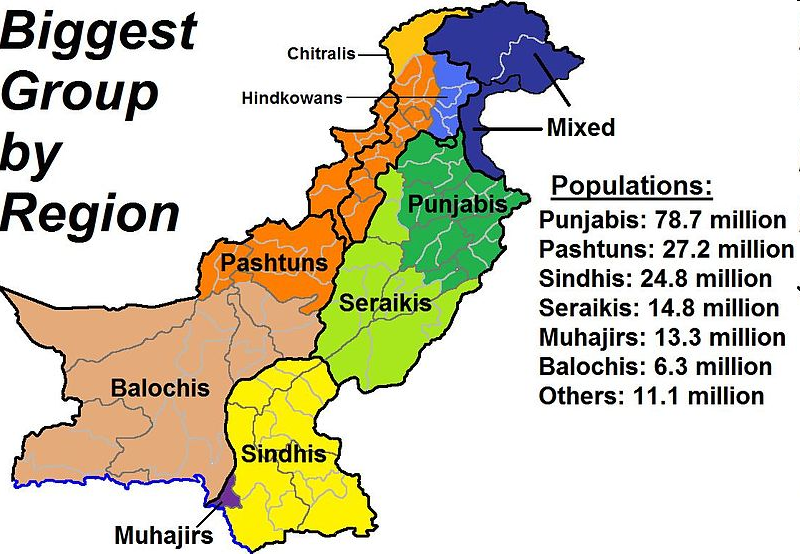 Biggest
Group
by
Region
Chitralis
Hindkowans
Mixed
Populations:
Punjabis: 78.7 million
Pashtuns: 27.2 million
Sindhis: 24.8 million
Seraikis: 14.8 million
Muhajirs: 13.3 million
Balochis: 6.3 million
Others: 11.1 million
Punjabis
Pashtuns
Seraikis
Balochis
Sindhis
Muhajirs